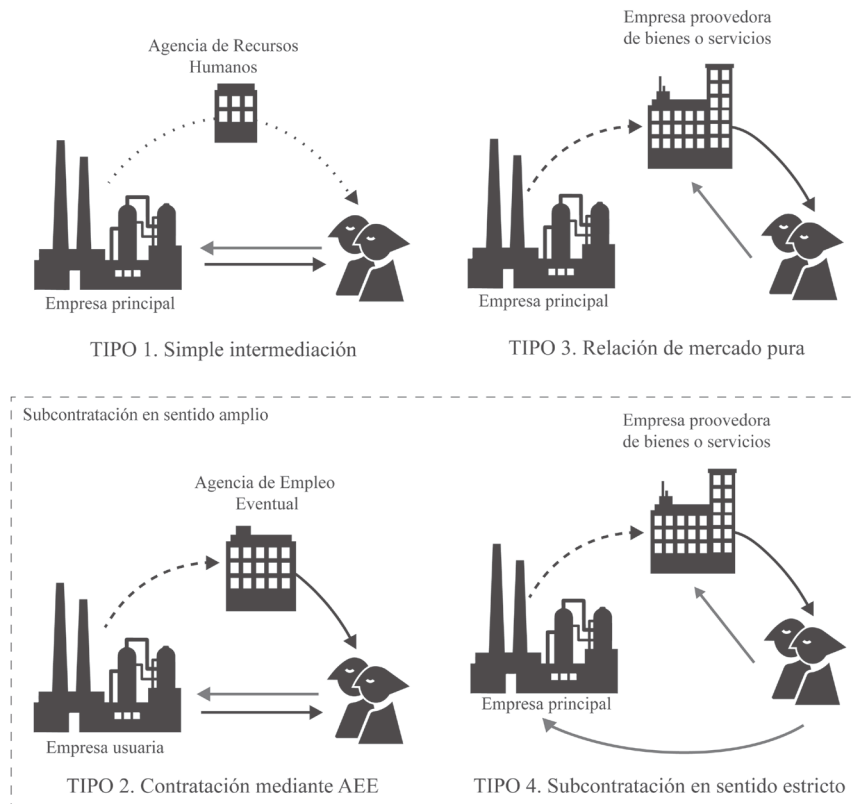 Agencia de Recursos
Humanos
Empresa principal
TIPO 1. Simple intermediación
Empresa proovedora
de bienes o servicios
Empresa principal
TIPO 3. Relación de mercado pura
Subcontratación en sentido amplio
Agencia de Empleo
Eventual
Empresa usuaria
TIPO 2. Contratación mediante AEE
Empresa proovedora
de bienes o servicios
Empresa principal
TIPO 4. Subcontratación en sentido estricto